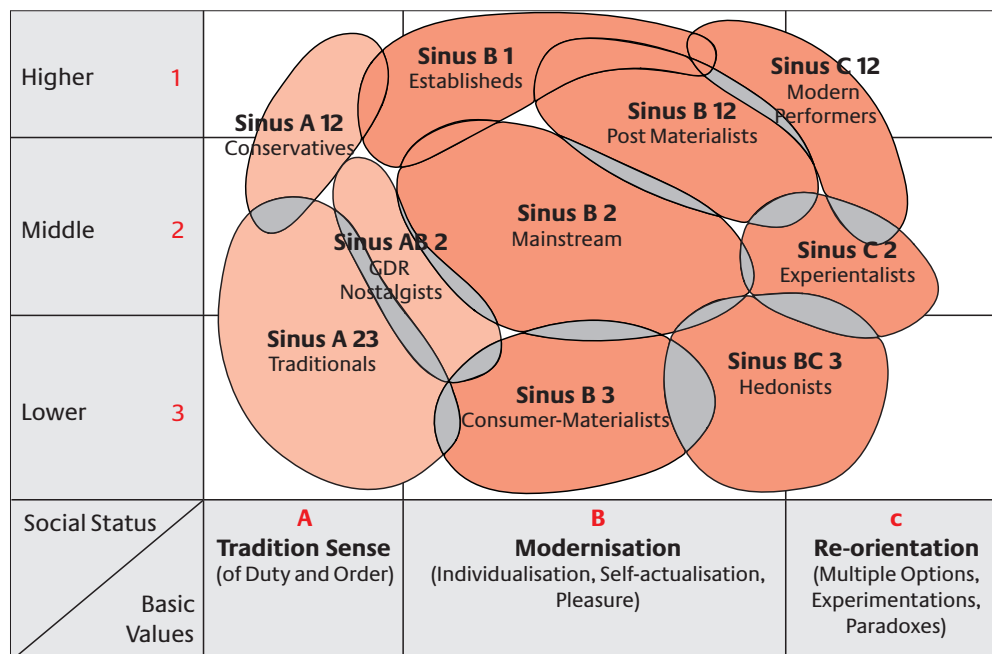 Higher 1
Middle 2
Lower 3
Sinus B 1
Establisheds
Sinus C 12
Modern
Performers
Sinus A 12
Conservatives
Sinus B 12
Post Materialists
Sinus AB 2
GDR
Nostalgists
Sinus B 2
Mainstream
Sinus C 2
Experientalists
Sinus A 23
Traditionals
Sinus B 3
Consumer-Materialists
Sinus BC 3
Hedonists
Social Status
Basic
Values
A
Tradition Sense
(of Duty and Order)
B
Modernisation
(Individualisation, Self-actualisation,
Pleasure)
c
Re-orientation
(Multiple Options,
Experimentations,
Paradoxes)